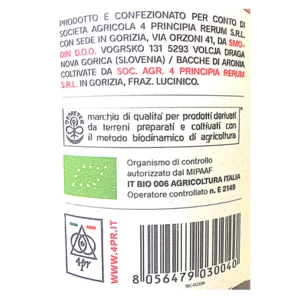 PRODOTTO E CONFEZIONATO PER CONTO DI
SOCIETÀ AGRICOLA 4 PRINCIPIA RERUM S.R.L.
CON SEDE IN GORIZIA, VIA ORZONI 41, DA SMO-
DIN D.O.O. VOGRSKO 131 5293 VOLCJA DRAGA
NOVA GORICA (SLOVENIA) / BACCHE DI ARONIA
COLTIVATE DA SOC. AGR. 4 PRINCIPIA RERUM
S.R.L. IN GORIZIA, FRAZ. LUCINICO.
DEMETER
marchio di qualita' per prodotti derivati
da terreni preparati e coltivati con
il metodo biodinamico di agricoltura
Organismo di controllo
autorizzato dal MIPAAF
IT BIO 006 AGRICOLTURA ITALIA
Operatore controllato n. E 2149
4pr
WWW.4PR.IT
8 056479 030040